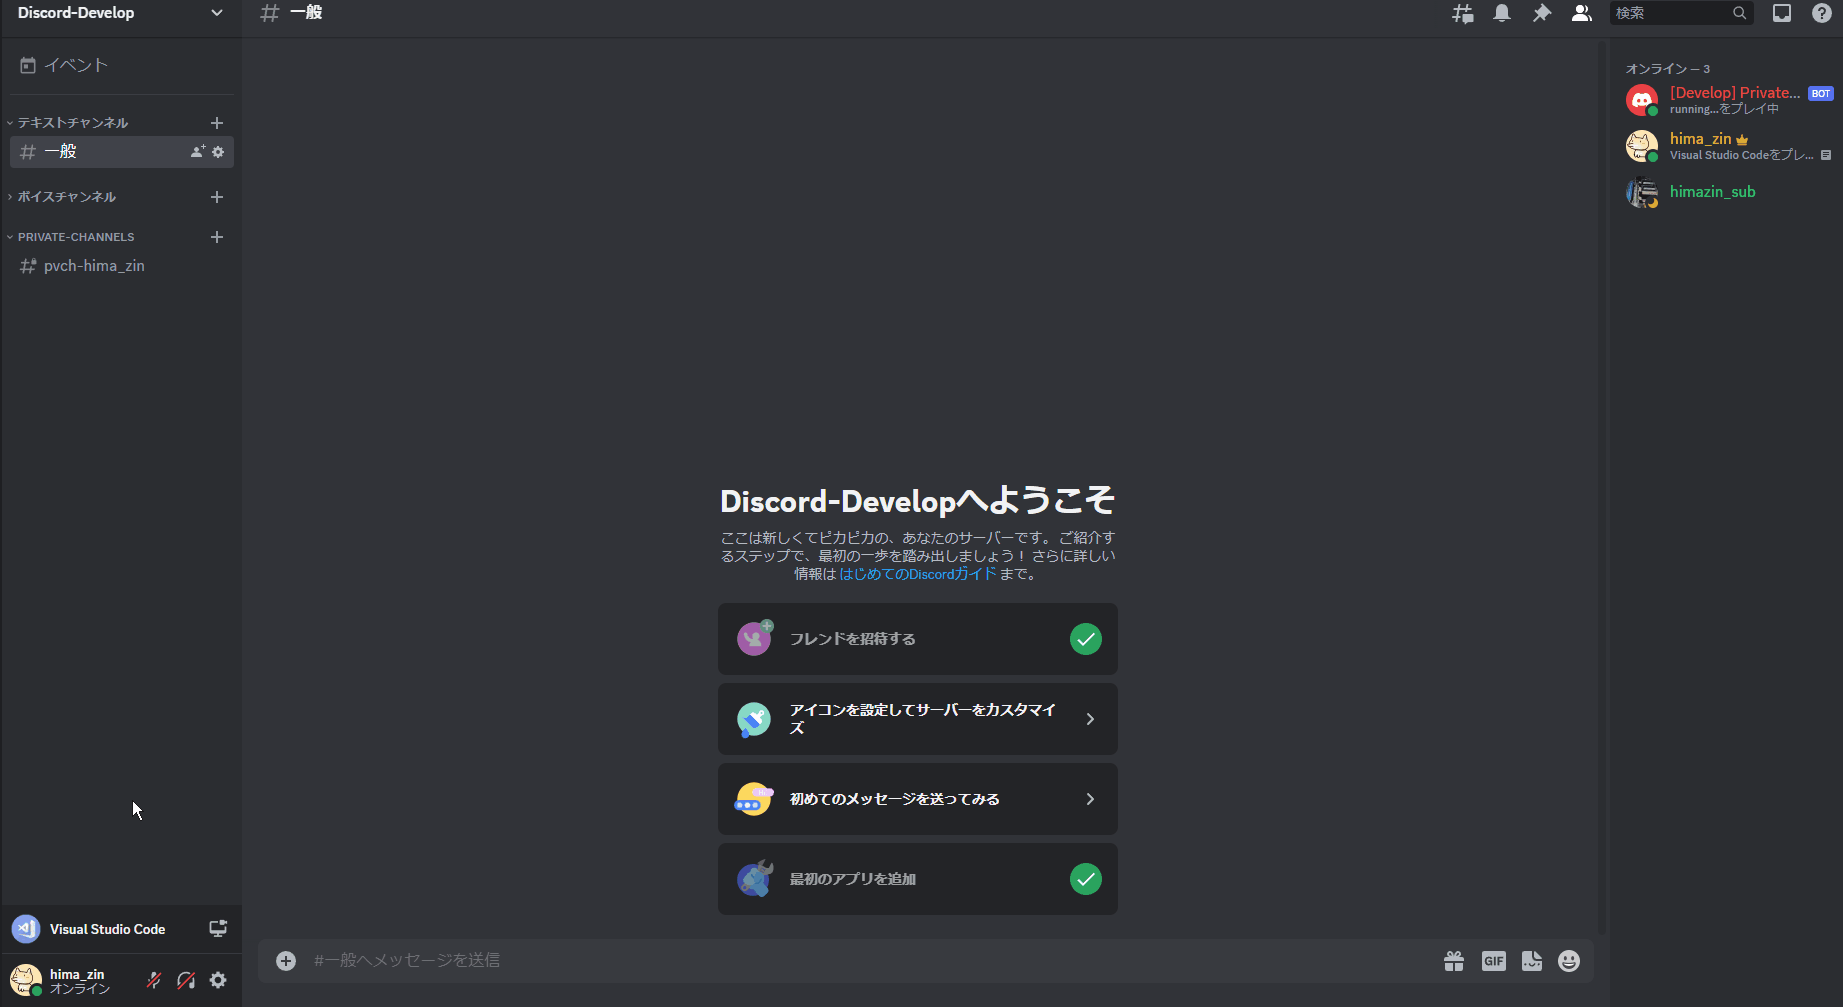 Discord-Develop
イベント
テキストチャンネル
一般
ボイスチャンネル
PRIVATE-CHANNELS
pvch-hima_zin
Visual Studio Code
hima_zin
オンライン
一般
検索
Discord-Developへようこそ
ここは新しくてピカピカの、あなたのサーバーです。ご紹介す
るステップで、最初の一歩を踏み出しましょう！ さらに詳しい
情報は はじめてのDiscordガイド まで。
フレンドを招待する
アイコンを設定してサーバーをカスタマイ
ズ
初めてのメッセージを送ってみる
最初のアプリを追加
#一般へメッセージを送信
GIF
オンライン — 3
[Develop] Private... BOT
running...をプレイ中
hima_zin
Visual Studio Codeをプレ...
himazin_sub